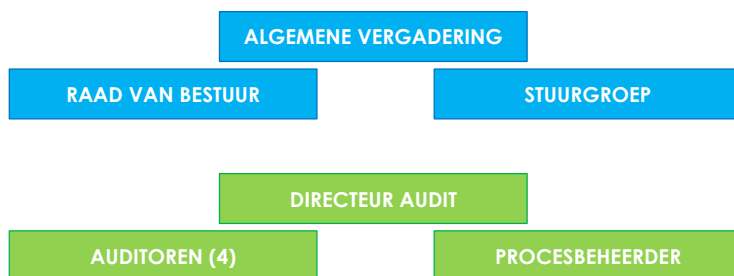 ALGEMENE VERGADERING
RAAD VAN BESTUUR
STUURGROEP
DIRECTEUR AUDIT
AUDITOREN (4)
PROCESBEHEERDER